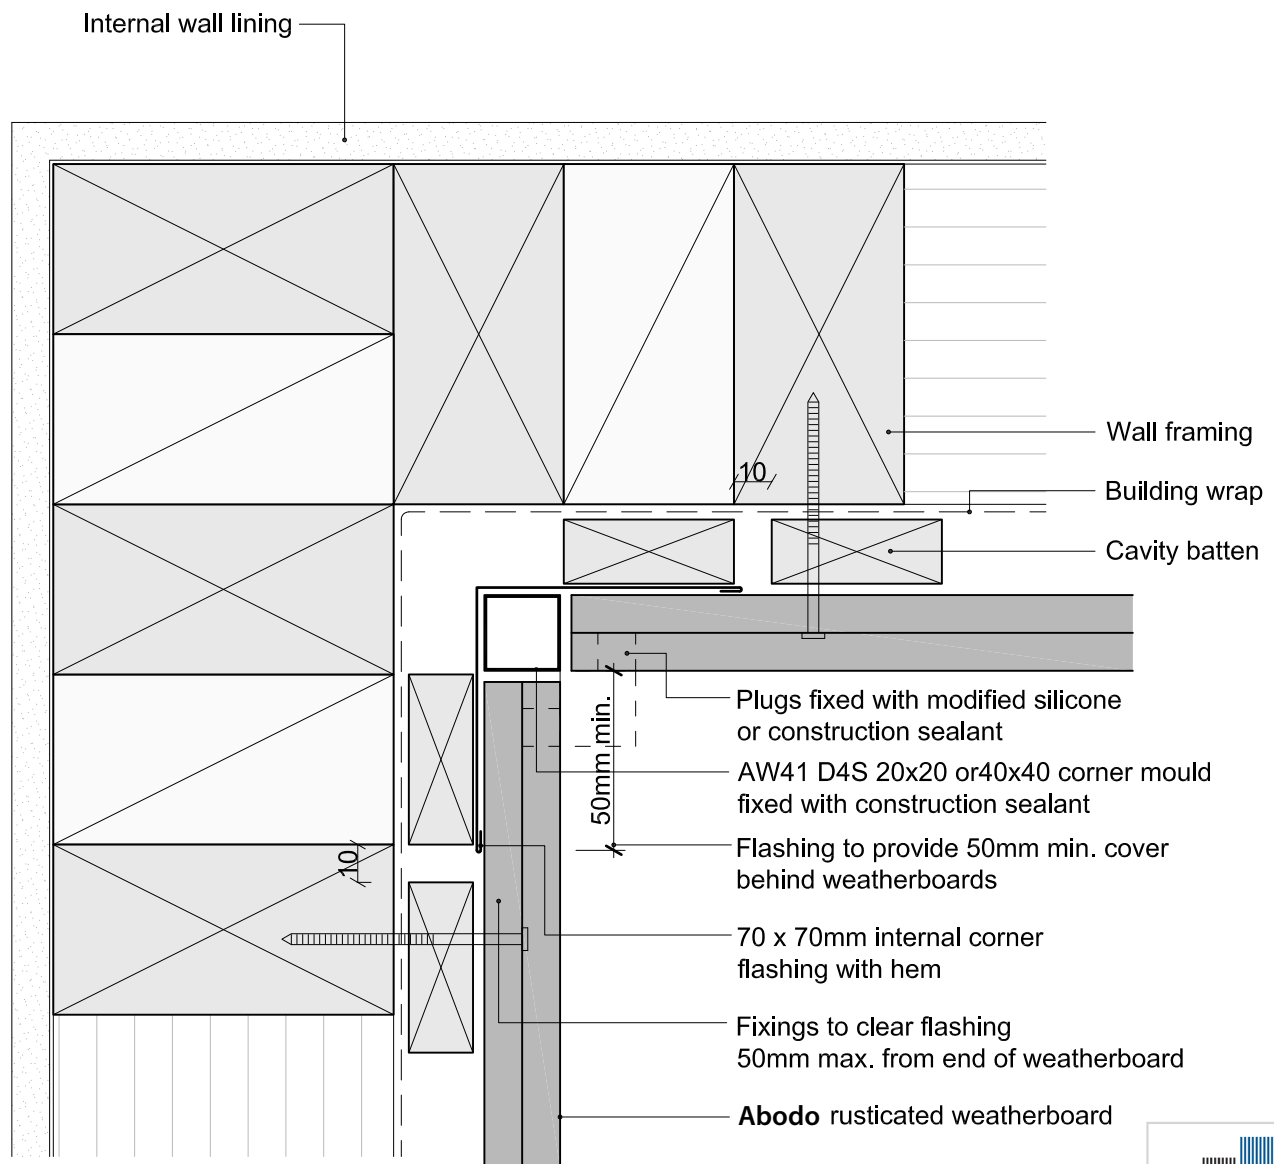 Internal wall lining
Wall framing
10
Building wrap
Cavity batten
Plugs fixed with modified silicone
or construction sealant
50mm min.
AW41 D4S 20x20 or40x40 corner mould
fixed with construction sealant
Flashing to provide 50mm min. cover
behind weatherboards
10
70 x 70mm internal corner
flashing with hem
Fixings to clear flashing
50mm max. from end of weatherboard
Abodo rusticated weatherboard